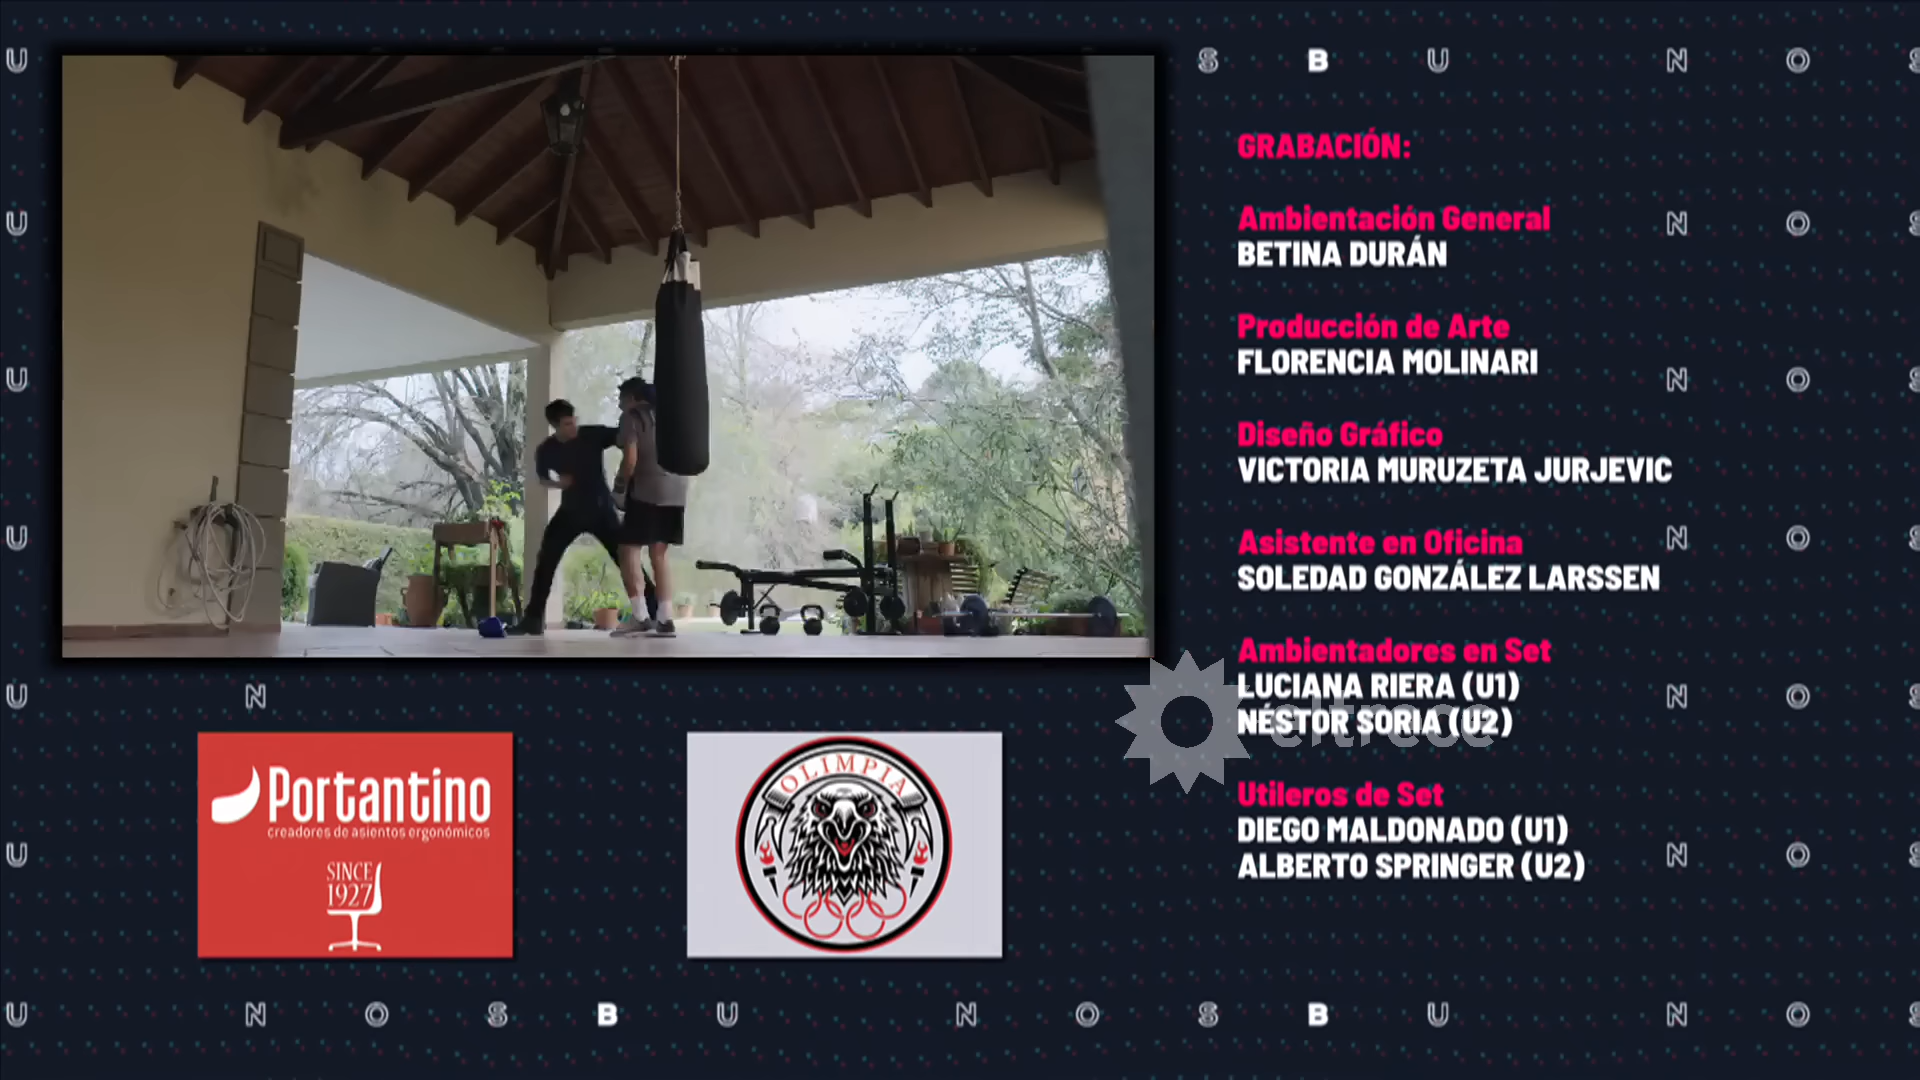 U S B U N O S
GRABACIÓN:
Ambientación General
BETINA DURÁN
U N O S
Producción de Arte
FLORENCIA MOLINARI
U N O S
Diseño Gráfico
VICTORIA MURUZETA JURJEVIC
Asistente en Oficina
SOLEDAD GONZÁLEZ LARSSEN
U N O S
Ambientadores en Set
LUCIANA RIERA (U1)
NÉSTOR SORIA (U2)
eltrece
U N N O S
Utileros de Set
DIEGO MALDONADO (U1)
ALBERTO SPRINGER (U2)
U N O S
Portantino
creadores de asientos ergonómicos
SINCE
1927
OLIMPIA
U N O S B U N O S B U N O S